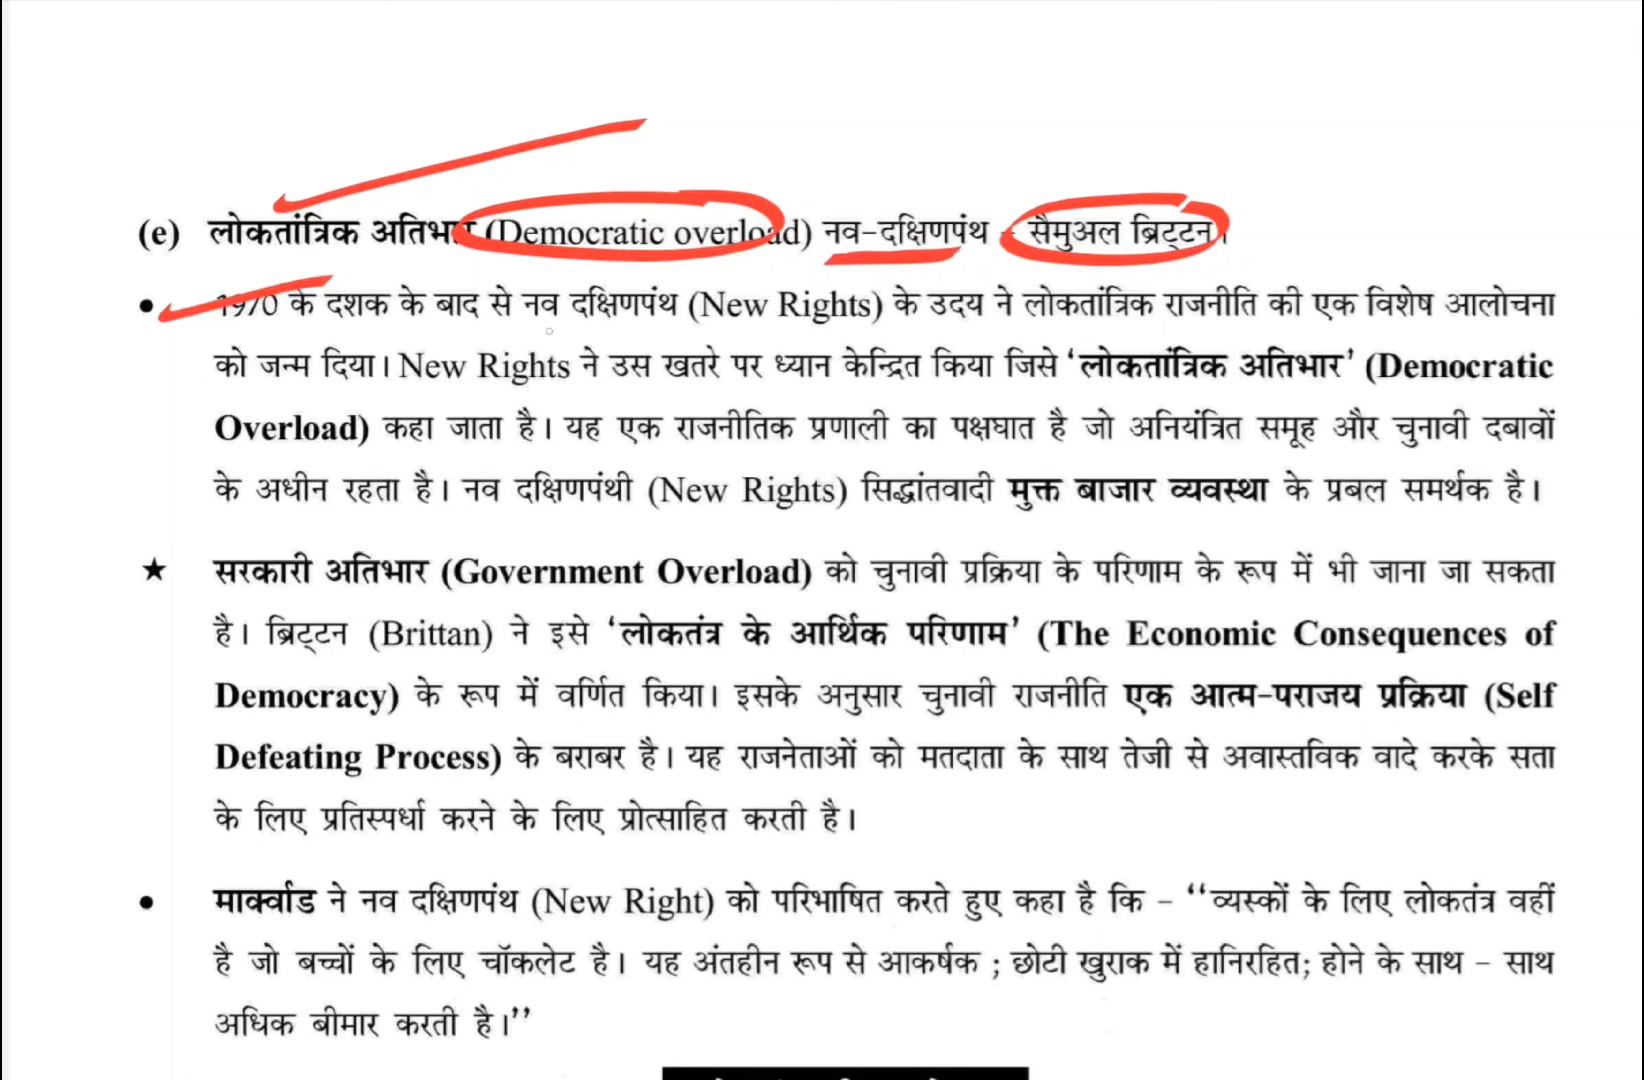 (e) लोकतांत्रिक अतिभार (Democratic overload) नव-दक्षिणपंथ - सैमुअल ब्रिट्टन।
• 1970 के दशक के बाद से नव दक्षिणपंथ (New Rights) के उदय ने लोकतांत्रिक राजनीति की एक विशेष आलोचना
को जन्म दिया। New Rights ने उस खतरे पर ध्यान केन्द्रित किया जिसे ‘लोकतांत्रिक अतिभार’ (Democratic
Overload) कहा जाता है। यह एक राजनीतिक प्रणाली का पक्षघात है जो अनियंत्रित समूह और चुनावी दबावों
के अधीन रहता है। नव दक्षिणपंथी (New Rights) सिद्धांतवादी मुक्त बाजार व्यवस्था के प्रबल समर्थक है।
★ सरकारी अतिभार (Government Overload) को चुनावी प्रक्रिया के परिणाम के रूप में भी जाना जा सकता
है। ब्रिट्टन (Brittan) ने इसे ‘लोकतंत्र के आर्थिक परिणाम’ (The Economic Consequences of
Democracy) के रूप में वर्णित किया। इसके अनुसार चुनावी राजनीति एक आत्म-पराजय प्रक्रिया (Self
Defeating Process) के बराबर है। यह राजनेताओं को मतदाता के साथ तेजी से अवास्तविक वादे करके सता
के लिए प्रतिस्पर्धा करने के लिए प्रोत्साहित करती है।
• मार्क्वाड ने नव दक्षिणपंथ (New Right) को परिभाषित करते हुए कहा है कि - ‘‘व्यस्कों के लिए लोकतंत्र वहीं
है जो बच्चों के लिए चॉकलेट है। यह अंतहीन रूप से आकर्षक ; छोटी खुराक में हानिरहित; होने के साथ - साथ
अधिक बीमार करती है।’’